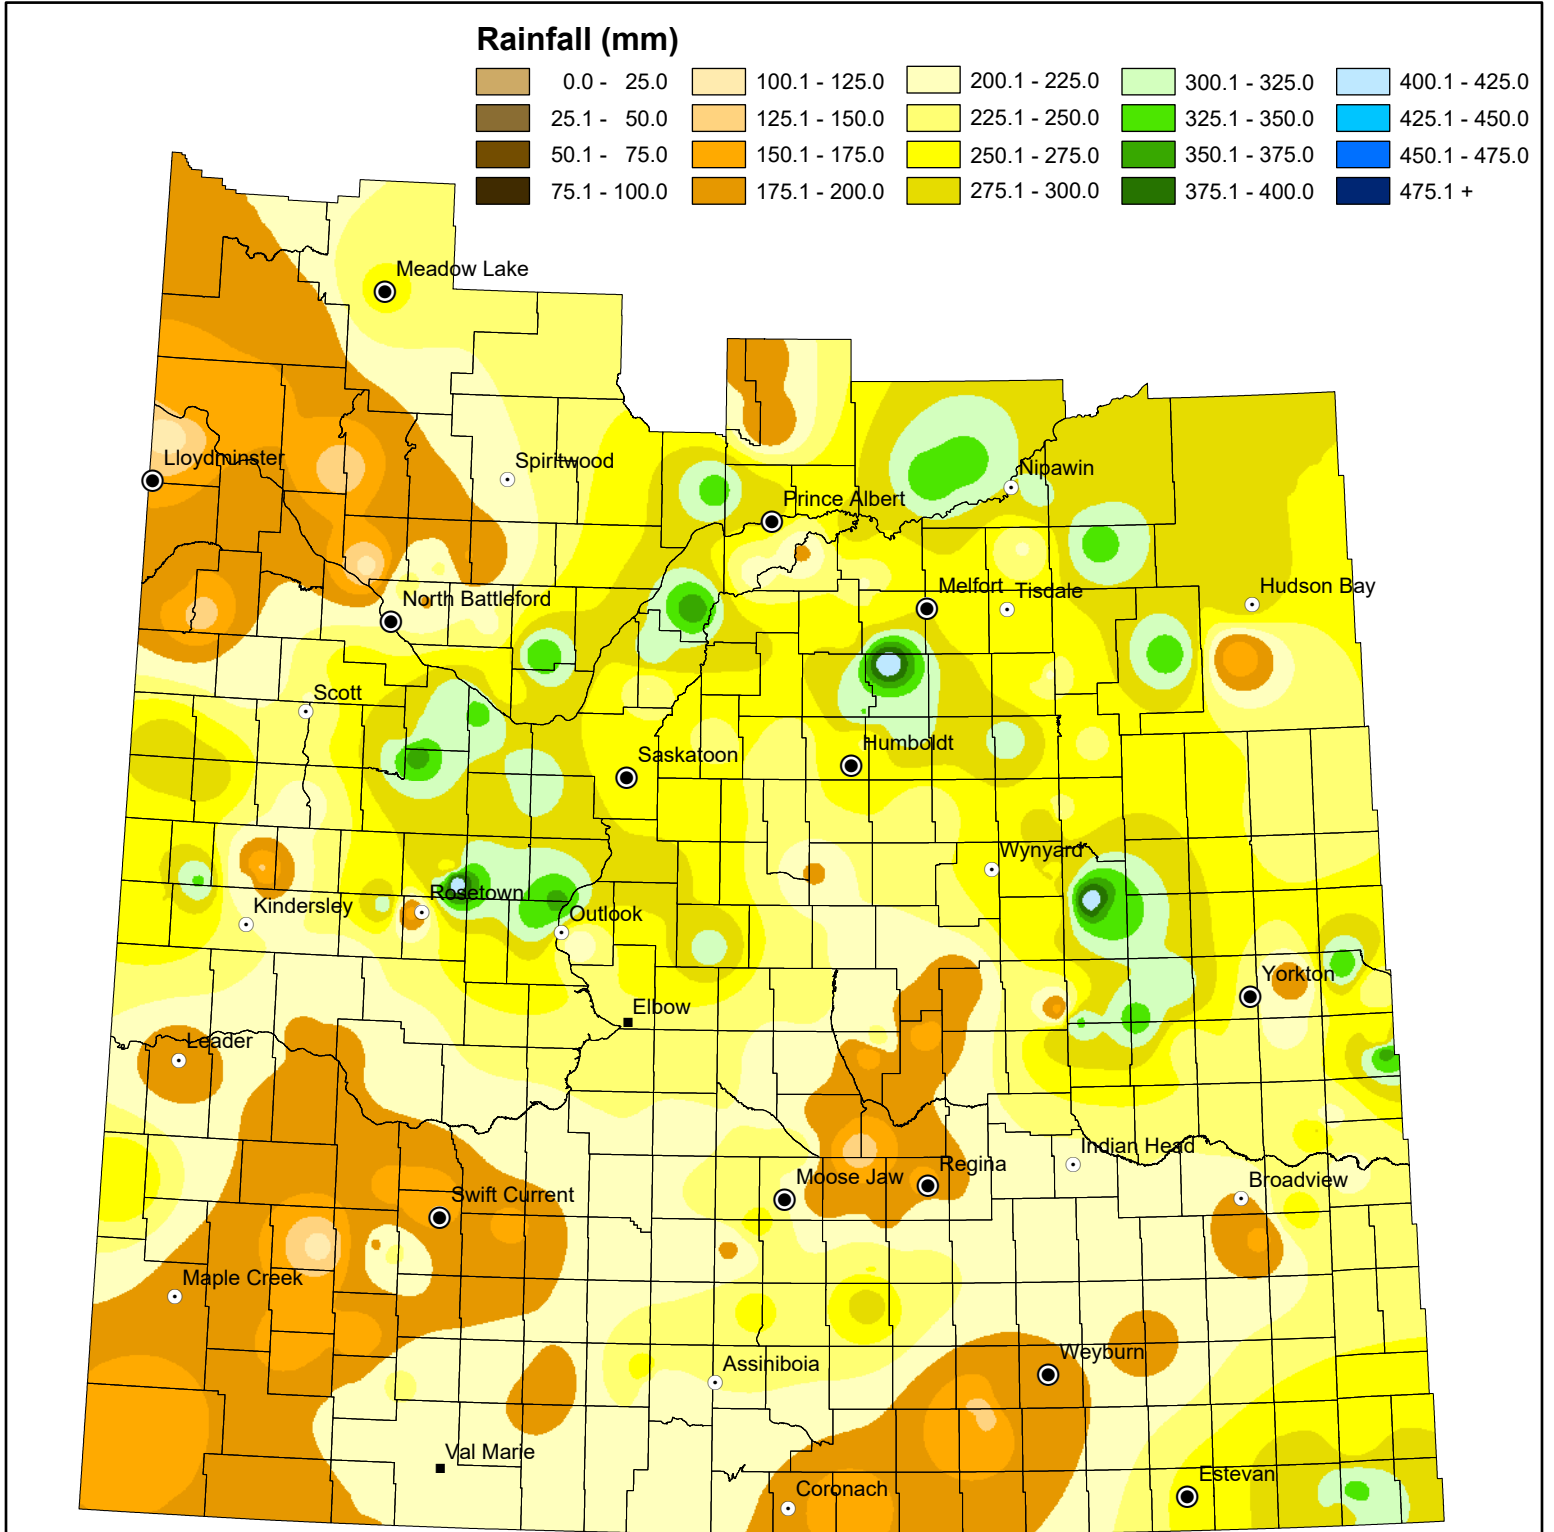 Rainfall (mm)
0.0 - 25.0
25.1 - 50.0
50.1 - 75.0
75.1 - 100.0
100.1 - 125.0
125.1 - 150.0
150.1 - 175.0
175.1 - 200.0
200.1 - 225.0
225.1 - 250.0
250.1 - 275.0
275.1 - 300.0
300.1 - 325.0
325.1 - 350.0
350.1 - 375.0
375.1 - 400.0
400.1 - 425.0
425.1 - 450.0
450.1 - 475.0
475.1 +
Meadow Lake
Lloydminster
Spiritwood
Nipawin
Prince Albert
Hudson Bay
Melfort
Tisdale
North Battleford
Scott
Saskatoon
Humboldt
Wynyard
Rosetown
Kindersley
Outlook
Yorkton
Elbow
Leader
Indian Head
Regina
Moose Jaw
Broadview
Swift Current
Maple Creek
Weyburn
Assiniboia
Val Marie
Estevan
Coronach